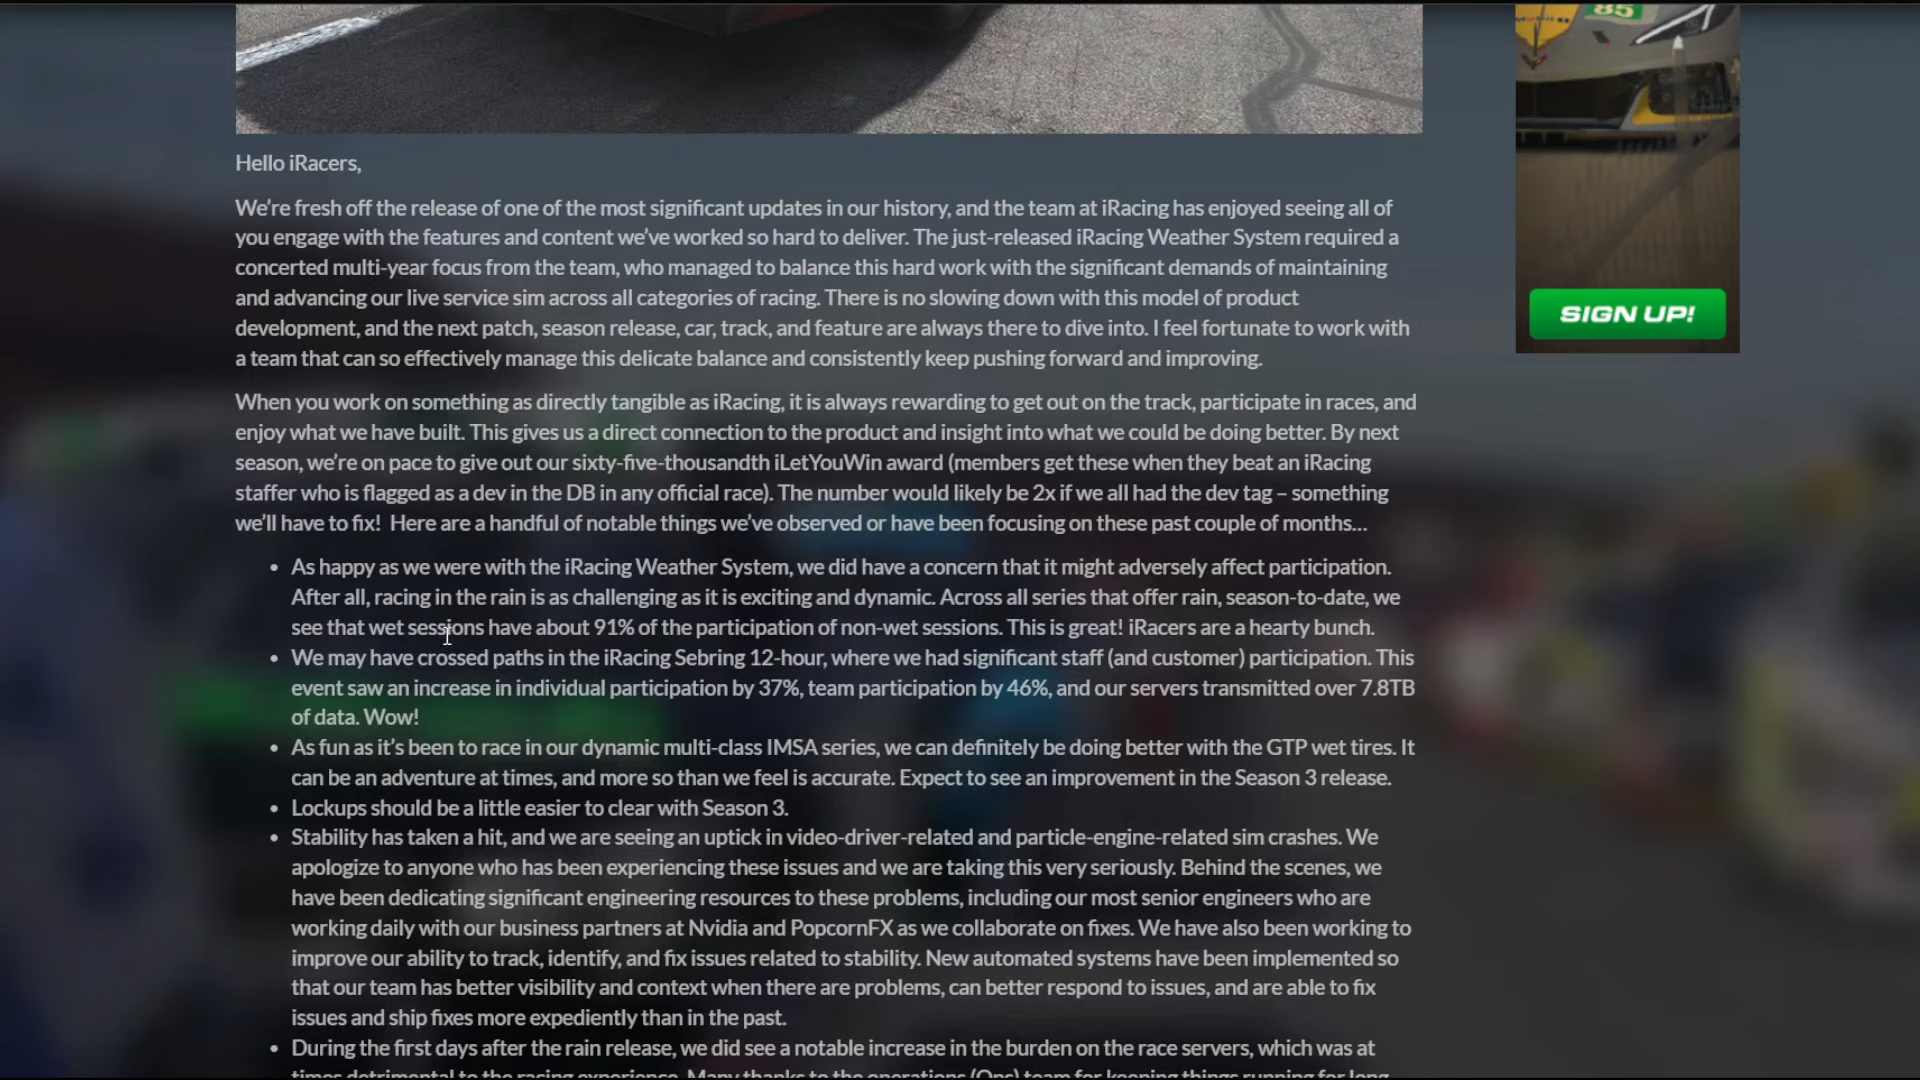 85
Hello iRacers,
We’re fresh off the release of one of the most significant updates in our history, and the team at iRacing has enjoyed seeing all of
you engage with the features and content we’ve worked so hard to deliver. The just-released iRacing Weather System required a
concerted multi-year focus from the team, who managed to balance this hard work with the significant demands of maintaining
and advancing our live service sim across all categories of racing. There is no slowing down with this model of product
development, and the next patch, season release, car, track, and feature are always there to dive into. I feel fortunate to work with
a team that can so effectively manage this delicate balance and consistently keep pushing forward and improving.
SIGN UP!
When you work on something as directly tangible as iRacing, it is always rewarding to get out on the track, participate in races, and
enjoy what we have built. This gives us a direct connection to the product and insight into what we could be doing better. By next
season, we’re on pace to give out our sixty-five-thousandth iLetYouWin award (members get these when they beat an iRacing
staffer who is flagged as a dev in the DB in any official race). The number would likely be 2x if we all had the dev tag – something
we’ll have to fix!  Here are a handful of notable things we’ve observed or have been focusing on these past couple of months…
• As happy as we were with the iRacing Weather System, we did have a concern that it might adversely affect participation.
After all, racing in the rain is as challenging as it is exciting and dynamic. Across all series that offer rain, season-to-date, we
see that wet sessions have about 91% of the participation of non-wet sessions. This is great! iRacers are a hearty bunch.
• We may have crossed paths in the iRacing Sebring 12-hour, where we had significant staff (and customer) participation. This
event saw an increase in individual participation by 37%, team participation by 46%, and our servers transmitted over 7.8TB
of data. Wow!
• As fun as it’s been to race in our dynamic multi-class IMSA series, we can definitely be doing better with the GTP wet tires. It
can be an adventure at times, and more so than we feel is accurate. Expect to see an improvement in the Season 3 release.
• Lockups should be a little easier to clear with Season 3.
• Stability has taken a hit, and we are seeing an uptick in video-driver-related and particle-engine-related sim crashes. We
apologize to anyone who has been experiencing these issues and we are taking this very seriously. Behind the scenes, we
have been dedicating significant engineering resources to these problems, including our most senior engineers who are
working daily with our business partners at Nvidia and PopcornFX as we collaborate on fixes. We have also been working to
improve our ability to track, identify, and fix issues related to stability. New automated systems have been implemented so
that our team has better visibility and context when there are problems, can better respond to issues, and are able to fix
issues and ship fixes more expediently than in the past.
• During the first days after the rain release, we did see a notable increase in the burden on the race servers, which was at
times detrimental to the racing experience. Many thanks to the operations (Ops) team for keeping things running for long